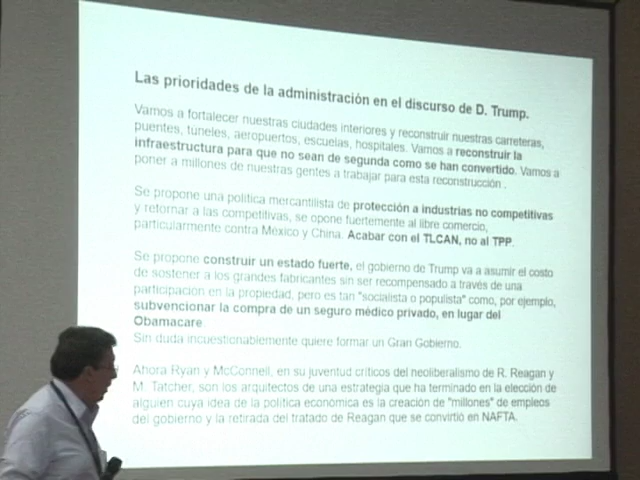 Las prioridades de la administración en el discurso de D. Trump.
Vamos a fortalecer nuestras ciudades interiores y reconstruir nuestras carreteras,
puentes, túneles, aeropuertos, escuelas, hospitales. Vamos a reconstruir la
infraestructura para que no sean de segunda como se han convertido. Vamos a
poner a millones de nuestras gentes a trabajar para esta reconstrucción .
Se propone una política mercantilista de protección a industrias no competitivas
y retornar a las competitivas, se opone fuertemente al libre comercio,
particularmente contra México y China. Acabar con el TLCAN, no al TPP.
Se propone construir un estado fuerte, el gobierno de Trump va a asumir el costo
de sostener a los grandes fabricantes sin ser recompensado a través de una
participación en la propiedad, pero es tan "socialista o populista" como, por ejemplo,
subvencionar la compra de un seguro médico privado, en lugar del
Obamacare.
Sin duda incuestionablemente quiere formar un Gran Gobierno.
Ahora Ryan y McConnell, en su juventud críticos del neoliberalismo de R. Reagan y
M. Tatcher, son los arquitectos de una estrategia que ha terminado en la elección de
alguien cuya idea de la política económica es la creación de "millones" de empleos
del gobierno y la retirada del tratado de Reagan que se convirtió en NAFTA.